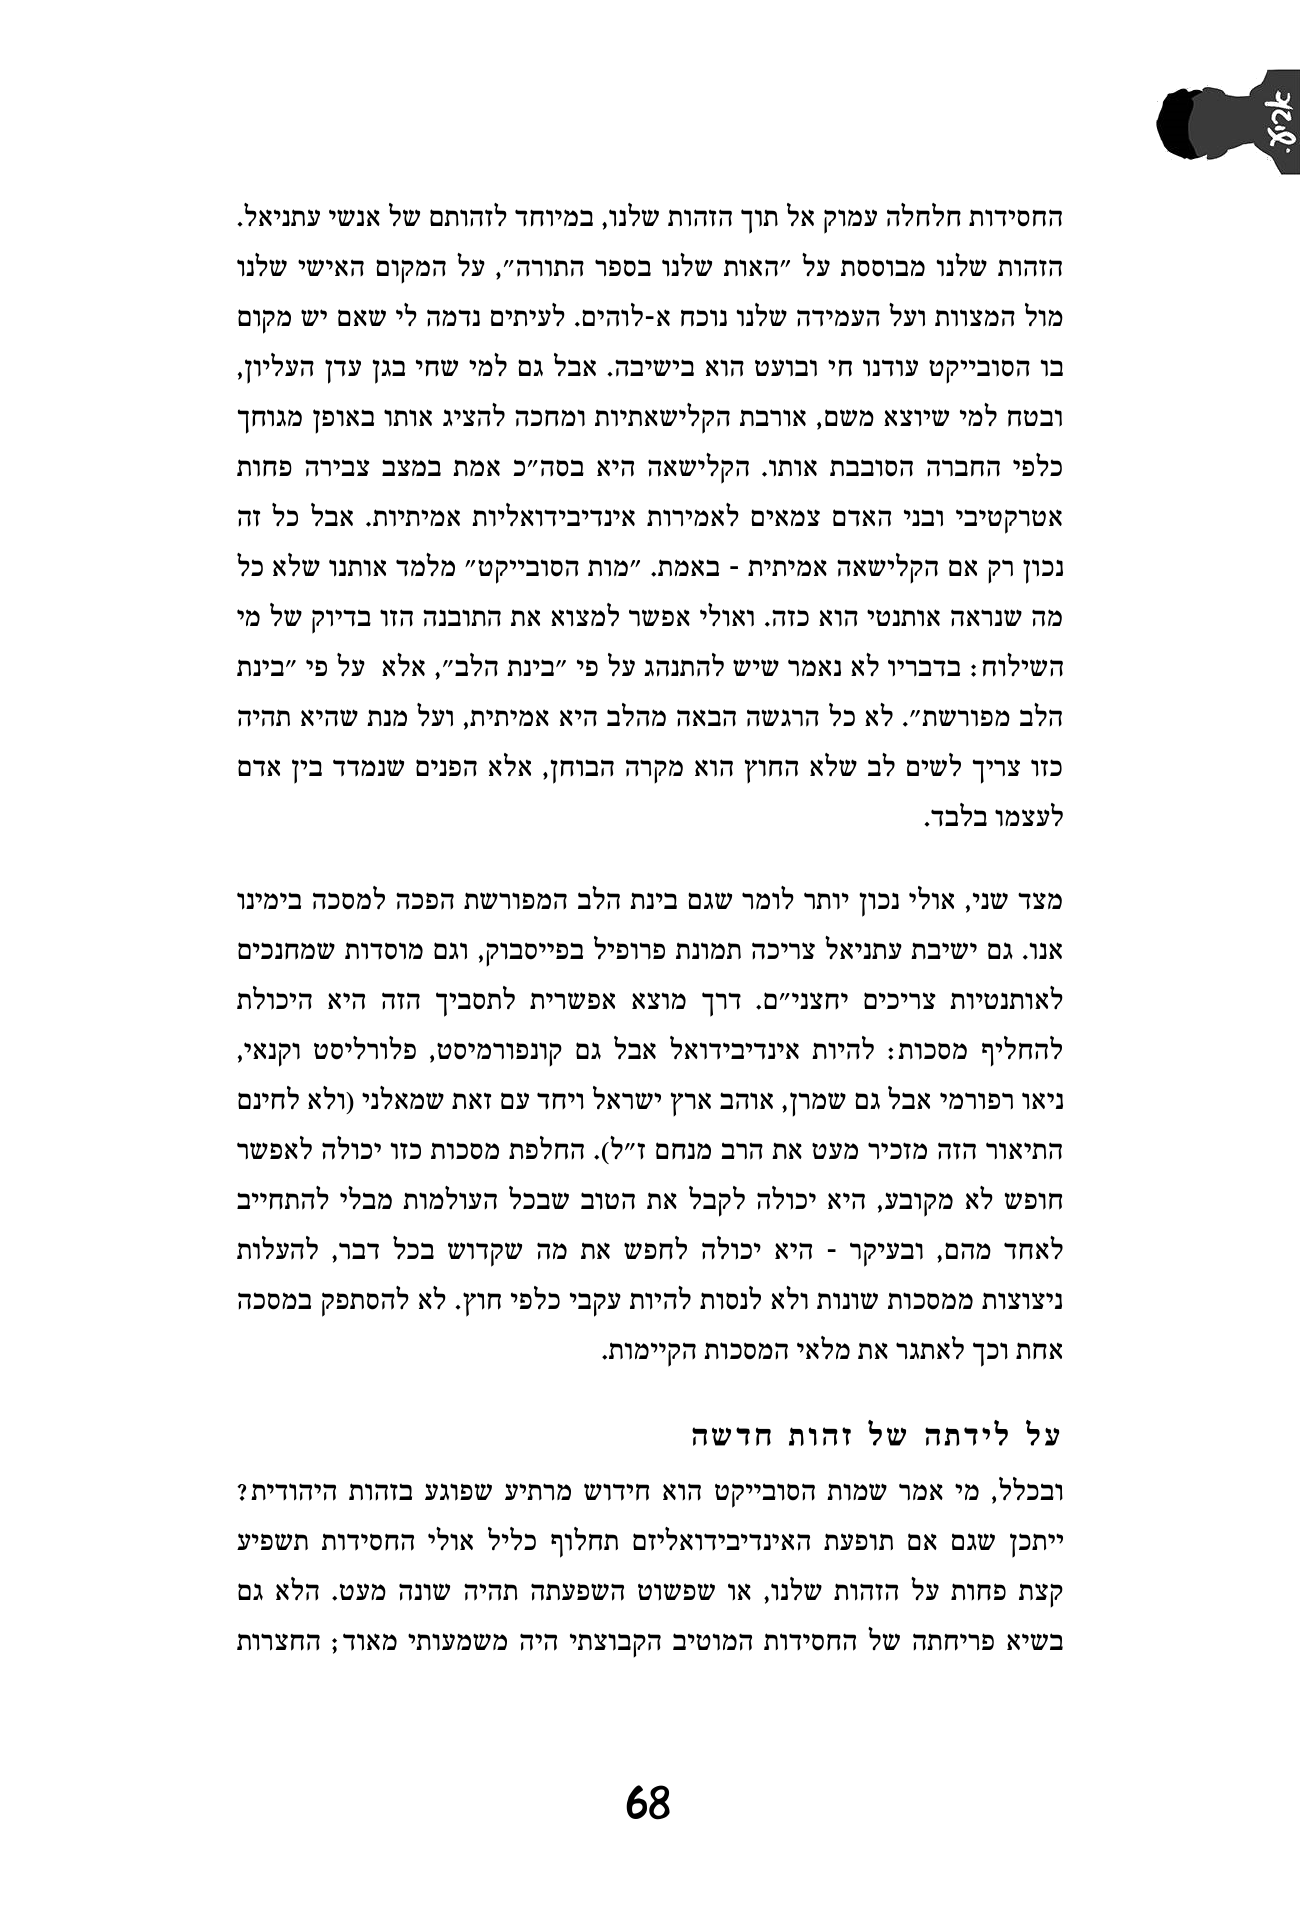 עיגא
החסידות חלחלה עמוק אל תוך הזהות שלנו, במיוחד לזהותם של אנשי עתניאל.
הזהות שלנו מבוססת על ״האות שלנו בספר התורה״, על המקום האישי שלנו
מול המצוות ועל העמידה שלנו נוכח א-לוהים. לעיתים נדמה לי שאם יש מקום
בו הסובייקט עודנו חי ובועט הוא בישיבה. אבל גם למי שחי בגן עדן העליון,
ובטח למי שיוצא משם, אורבת הקלישאתיות ומחכה להציג אותו באופן מגוחך
כלפי החברה הסובבת אותו. הקלישאה היא בסה״כ אמת במצב צבירה פחות
אטרקטיבי ובני האדם צמאים לאמירות אינדיבידואליות אמיתיות. אבל כל זה
נכון רק אם הקלישאה אמיתית - באמת. ״מות הסובייקט״ מלמד אותנו שלא כל
מה שנראה אותנטי הוא כזה. ואולי אפשר למצוא את התובנה הזו בדיוק של מי
השילוח: בדבריו לא נאמר שיש להתנהג על פי ״בינת הלב״, אלא על פי ״בינת
הלב מפורשת״. לא כל הרגשה הבאה מהלב היא אמיתית, ועל מנת שהיא תהיה
כזו צריך לשים לב שלא החוץ הוא מקרה הבוחן, אלא הפנים שנמדד בין אדם
לעצמו בלבד.
מצד שני, אולי נכון יותר לומר שגם בינת הלב המפורשת הפכה למסכה בימינו
אנו. גם ישיבת עתניאל צריכה תמונת פרופיל בפייסבוק, וגם מוסדות שמחנכים
לאותנטיות צריכים יחצני״ם. דרך מוצא אפשרית לתסביך הזה היא היכולת
להחליף מסכות: להיות אינדיבידואל אבל גם קונפורמיסט, פלורליסט וקנאי,
ניאו רפורמי אבל גם שמרן, אוהב ארץ ישראל ויחד עם זאת שמאלני (ולא לחינם
התיאור הזה מזכיר מעט את הרב מנחם ז״ל). החלפת מסכות כזו יכולה לאפשר
חופש לא מקובע, היא יכולה לקבל את הטוב שבכל העולמות מבלי להתחייב
לאחד מהם, ובעיקר - היא יכולה לחפש את מה שקדוש בכל דבר, להעלות
ניצוצות ממסכות שונות ולא לנסות להיות עקבי כלפי חוץ. לא להסתפק במסכה
אחת וכך לאתגר את מלאי המסכות הקיימות.
על לידתה של זהות חדשה
ובכלל, מי אמר שמות הסובייקט הוא חידוש מרתיע שפוגע בזהות היהודית?
ייתכן שגם אם תופעת האינדיבידואליזם תחלוף כליל אולי החסידות תשפיע
קצת פחות על הזהות שלנו, או שפשוט השפעתה תהיה שונה מעט. הלא גם
בשיא פריחתה של החסידות המוטיב הקבוצתי היה משמעותי מאוד; החצרות
68